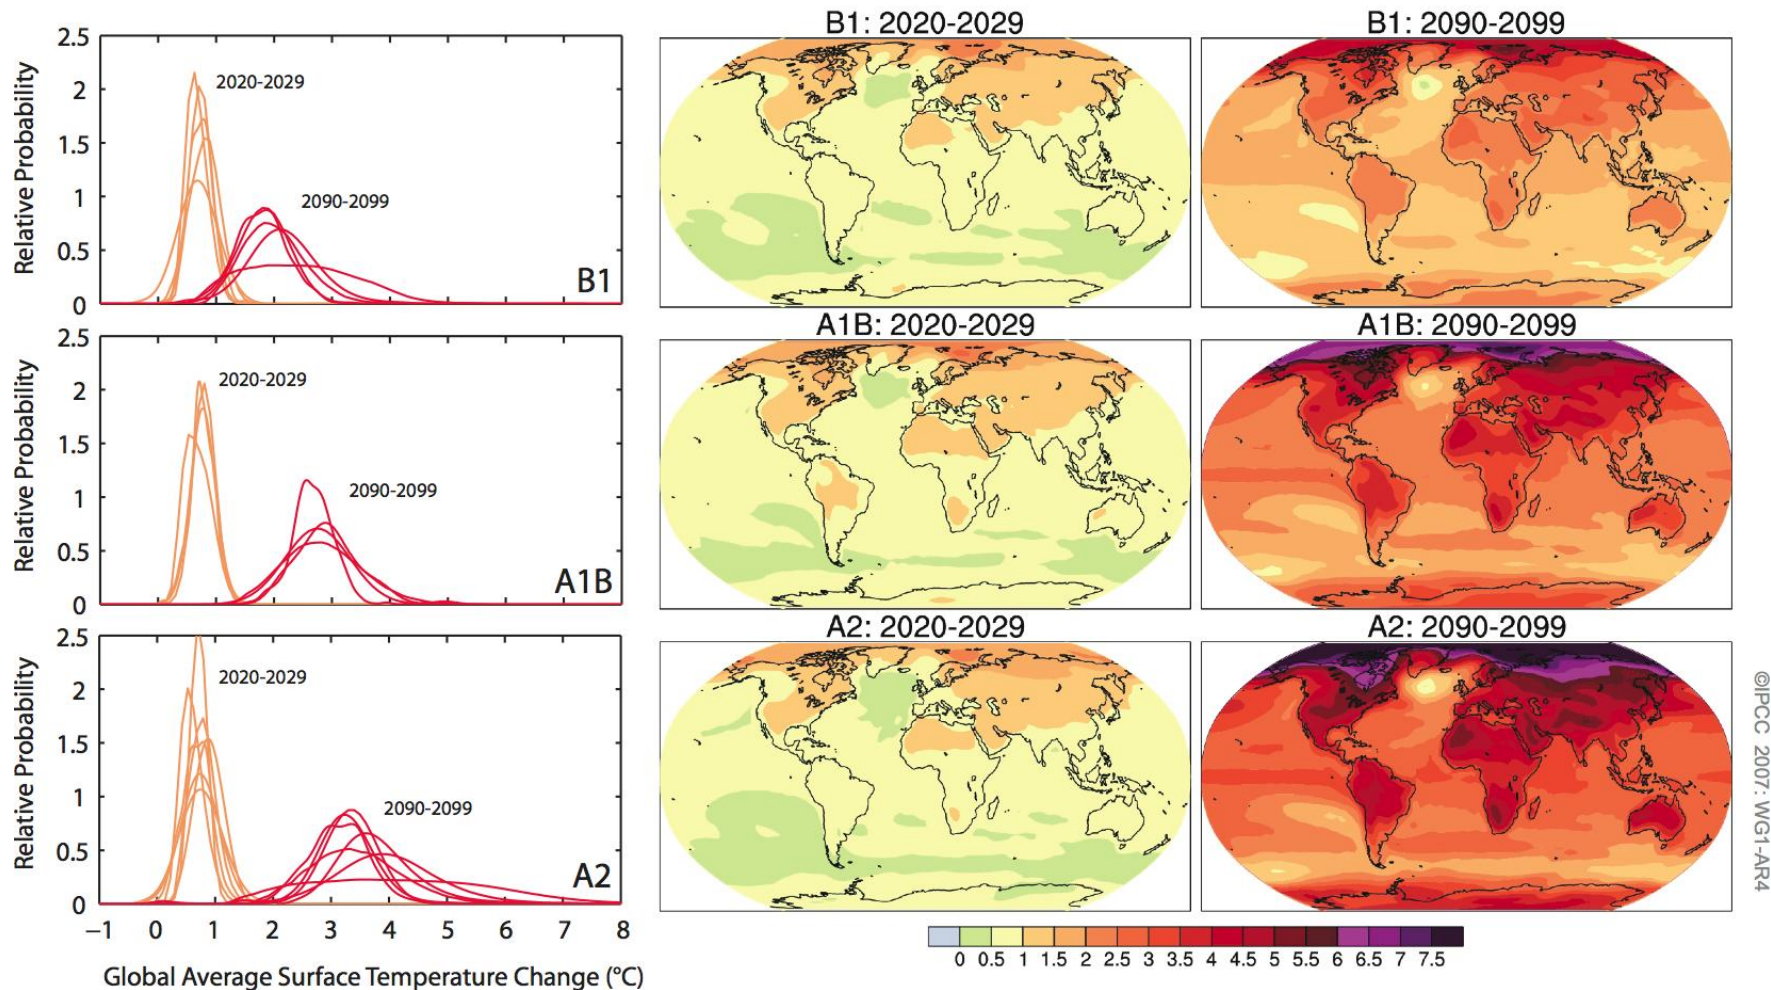 B1: 2020-2029
B1: 2090-2099
2.5
2
1.5
1
0.5
0
Relative Probability
2020-2029
2090-2099
B1
A1B: 2020-2029
A1B: 2090-2099
2.5
2
1.5
1
0.5
0
Relative Probability
2020-2029
2090-2099
A1B
A2: 2020-2029
A2: 2090-2099
2.5
2
1.5
1
0.5
0
Relative Probability
2020-2029
2090-2099
A2
−1 0 1 2 3 4 5 6 7 8
Global Average Surface Temperature Change (°C)
0 0.5 1 1.5 2 2.5 3 3.5 4 4.5 5 5.5 6 6.5 7 7.5
©IPCC 2007: WG1-AR4